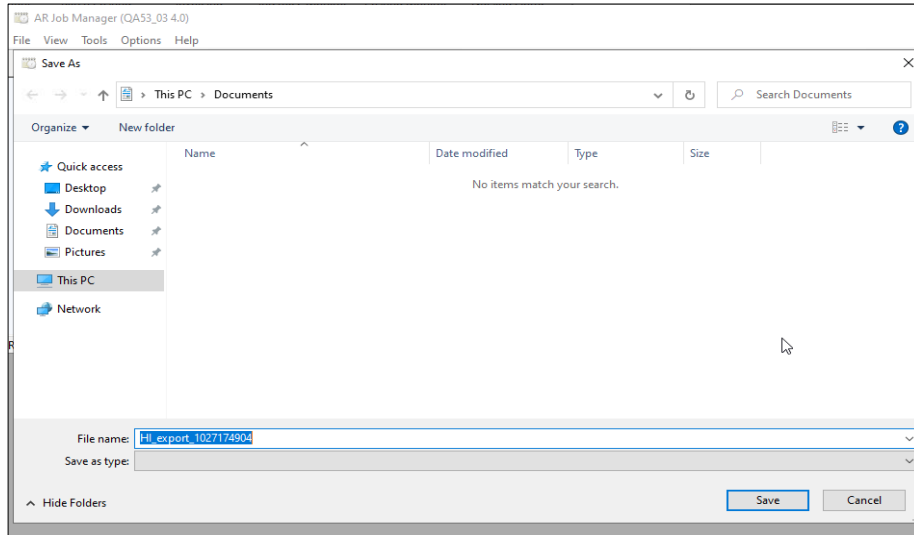 AR Job Manager (QA53_03 4.0)
File View Tools Options Help
Save As
This PC > Documents
Search Documents
Organize New folder
Name Date modified Type Size
Quick access
No items match your search.
Desktop
Downloads
Documents
Pictures
This PC
Network
R
File name: HI_export_1027174904
Save as type:
Hide Folders Save Cancel